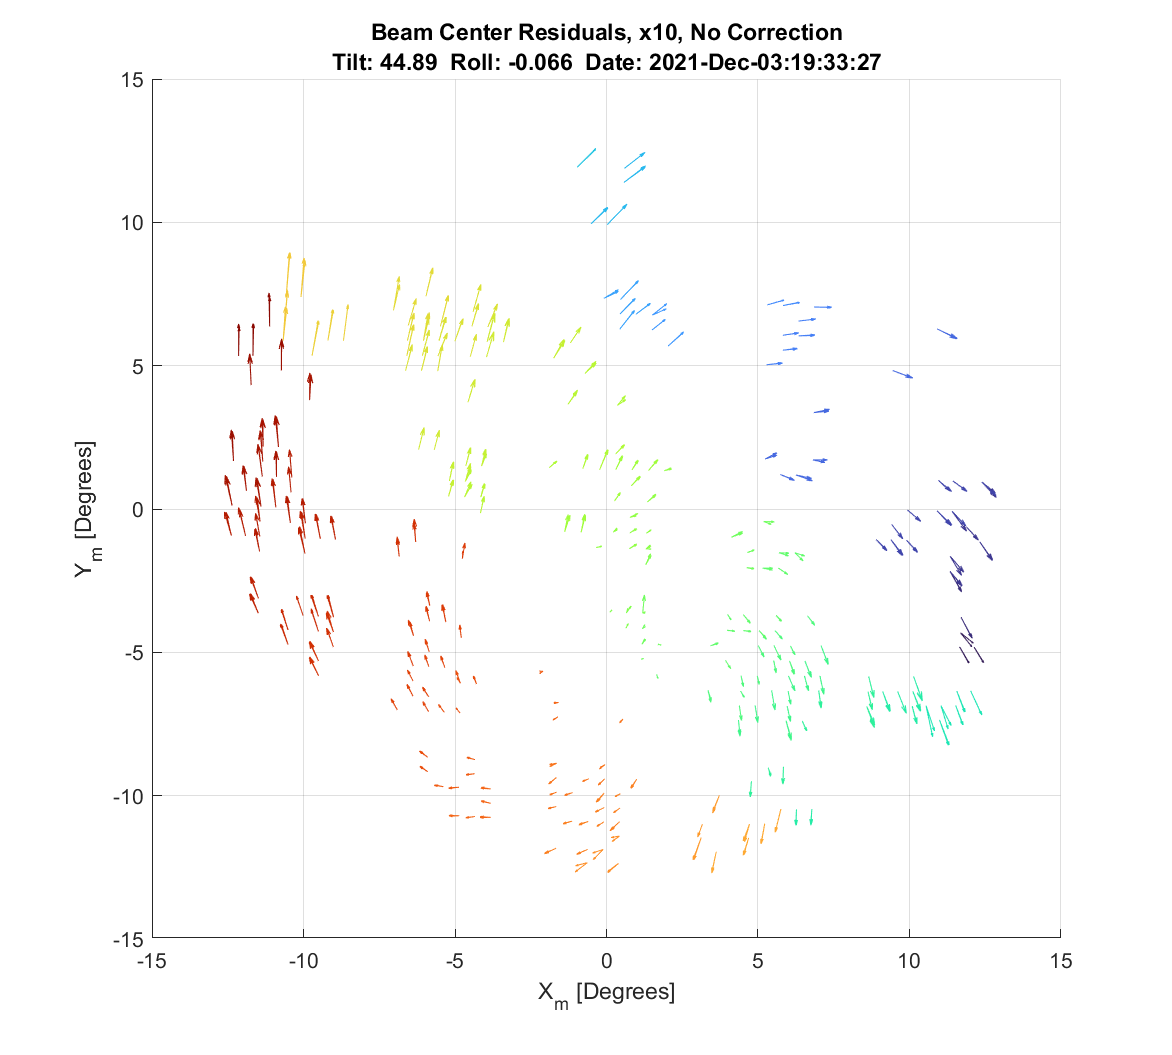 Beam Center Residuals, x10, No Correction
Tilt: 44.89 Roll: -0.066 Date: 2021-Dec-03:19:33:27
15
10
5
0
-5
-10
-15
Y_m [Degrees]
-15 -10 -5 0 5 10 15
X_m [Degrees]